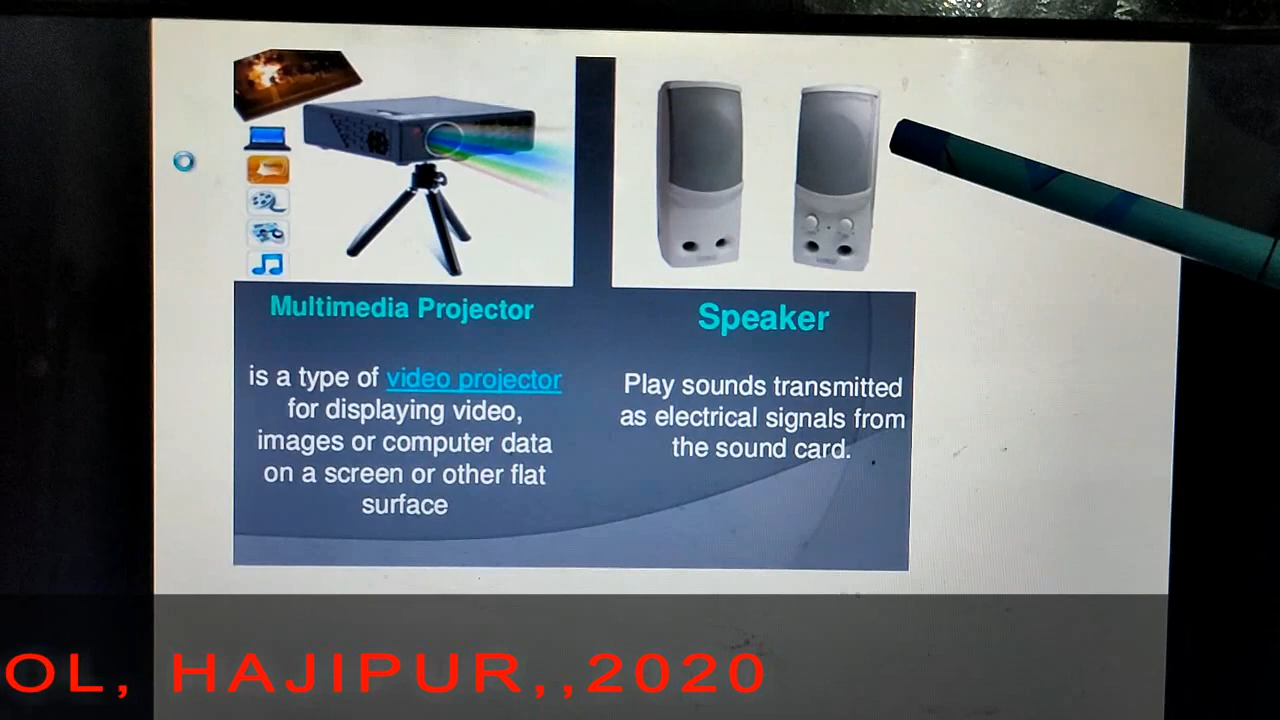 Multimedia Projector
is a type of video projector
for displaying video,
images or computer data
on a screen or other flat
surface
Speaker
Play sounds transmitted
as electrical signals from
the sound card.
OL, HAJIPUR,,2020